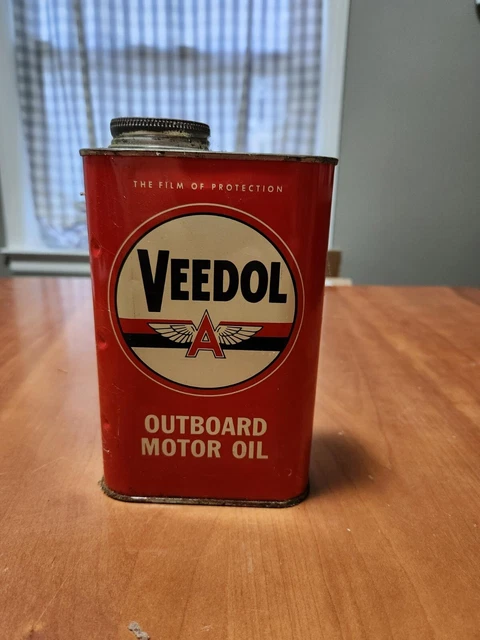 THE FILM OF PROTECTION
VEEDOL
A
OUTBOARD
MOTOR OIL